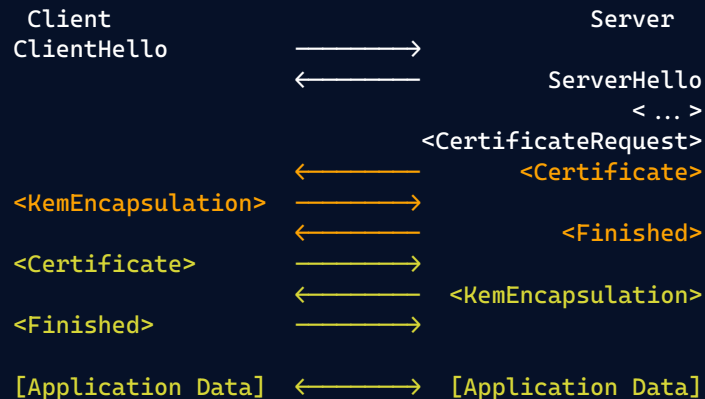 Client Server
ClientHello ───────>
<─────── ServerHello
<...>
<CertificateRequest>
<─────── <Certificate>
<KemEncapsulation> ───────>
<─────── <Finished>
<Certificate> ───────>
<─────── <KemEncapsulation>
<Finished> ───────>
[Application Data] <──────> [Application Data]